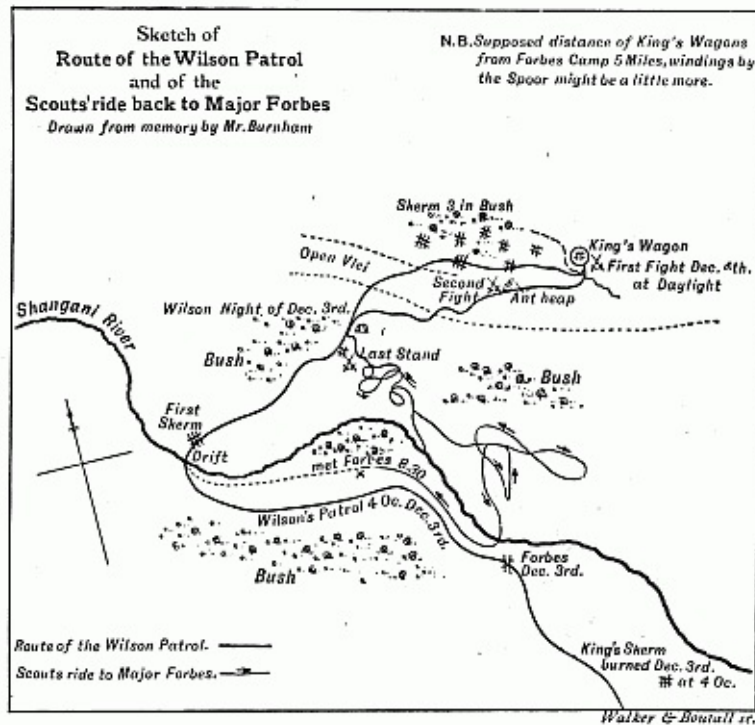 Sketch of
Route of the Wilson Patrol
and of the
Scouts' ride back to Major Forbes
Drawn from memory by Mr. Burnham
N.B. Supposed distance of King's Wagons
from Forbes Camp 5 Miles, windings by
the Spoor might be a little more.
Skerm 3 in Bush
King's Wagon
First Fight Dec. 4th.
at Daylight
Open Vlei
Second
Fight
Ant heap
Wilson Night of Dec. 3rd.
Shangani River
Bush
Last Stand
Bush
First
Skerm
Drift
met Forbes 8.30
Wilson's Patrol 4 Oc. Dec. 3rd.
Bush
Forbes
Dec. 3rd.
King's Skerm
burned Dec. 3rd.
at 4 Oc.
Route of the Wilson Patrol.
Scouts ride to Major Forbes.
Walker & Boutall